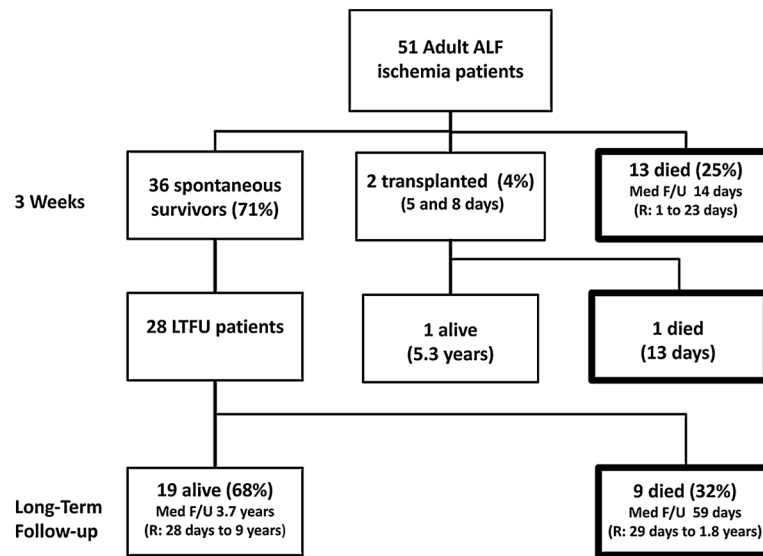 51 Adult ALF
ischemia patients
3 Weeks
36 spontaneous
survivors (71%)
2 transplanted (4%)
(5 and 8 days)
13 died (25%)
Med F/U 14 days
(R: 1 to 23 days)
28 LTFU patients
1 alive
(5.3 years)
1 died
(13 days)
Long-Term
Follow-up
19 alive (68%)
Med F/U 3.7 years
(R: 28 days to 9 years)
9 died (32%)
Med F/U 59 days
(R: 29 days to 1.8 years)